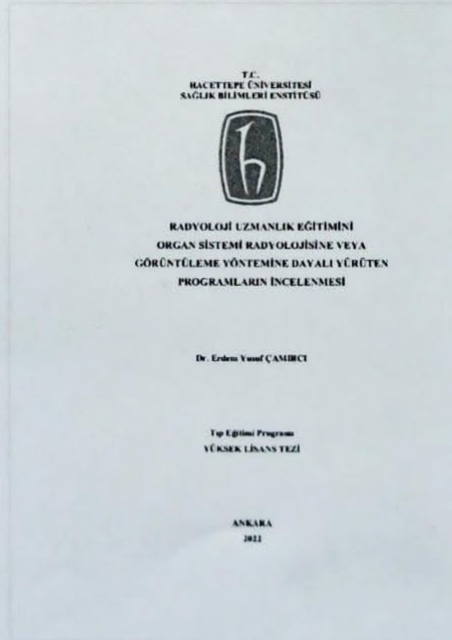 T.C.
HACETTEPE ÜNİVERSİTESİ
SAĞLIK BİLİMLERİ ENSTİTÜSÜ
RADYOLOJİ UZMANLIK EĞİTİMİNİ
ORGAN SİSTEMİ RADYOLOJİSİNE VEYA
GÖRÜNTÜLEME YÖNTEMİNE DAYALI YÜRÜTEN
PROGRAMLARIN İNCELENMESİ
Dr. Erdem Yusuf ÇAMIRCI
Tıp Eğitimi Programı
YÜKSEK LİSANS TEZİ
ANKARA
2022